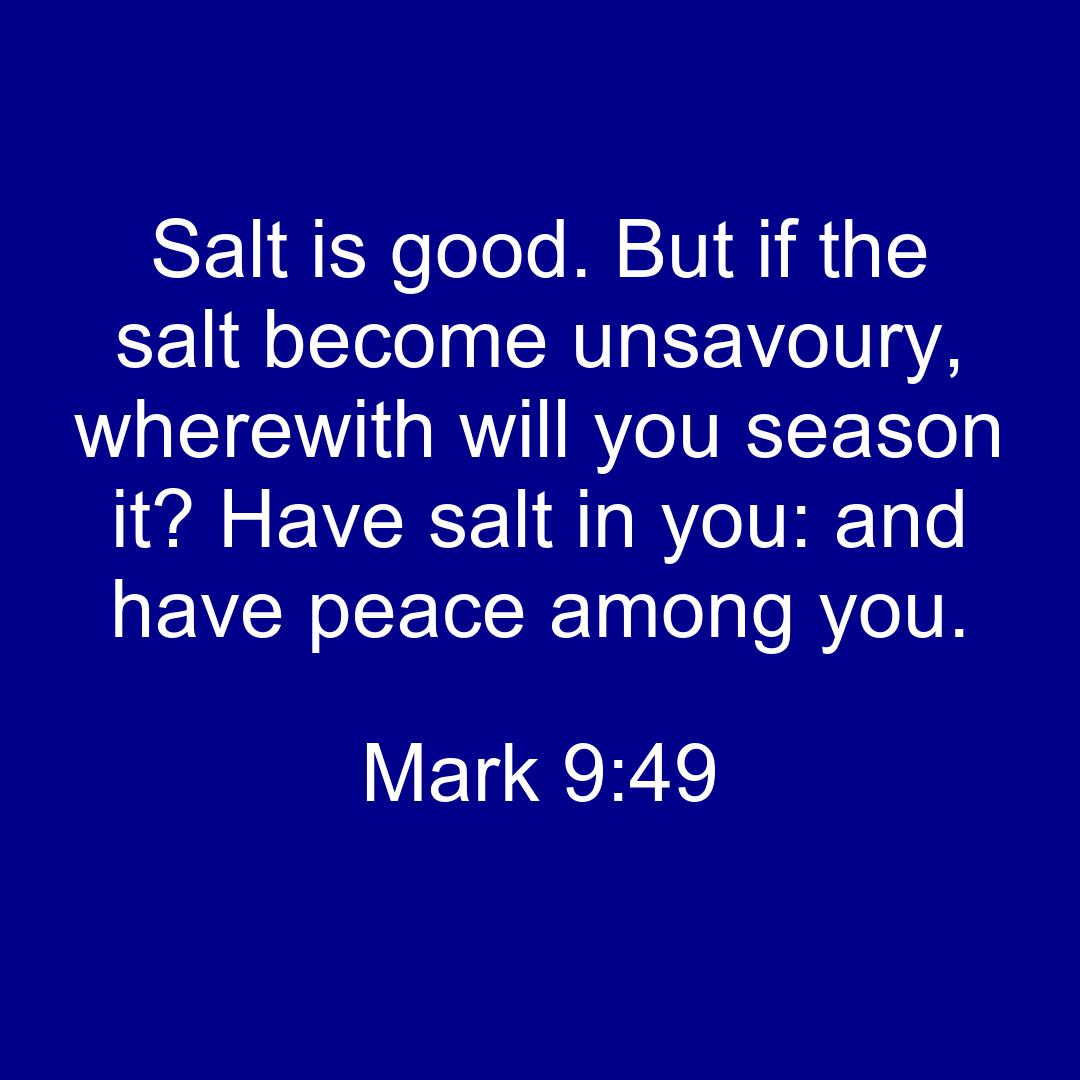 Salt is good. But if the
salt become unsavoury,
wherewith will you season
it? Have salt in you: and
have peace among you.
Mark 9:49